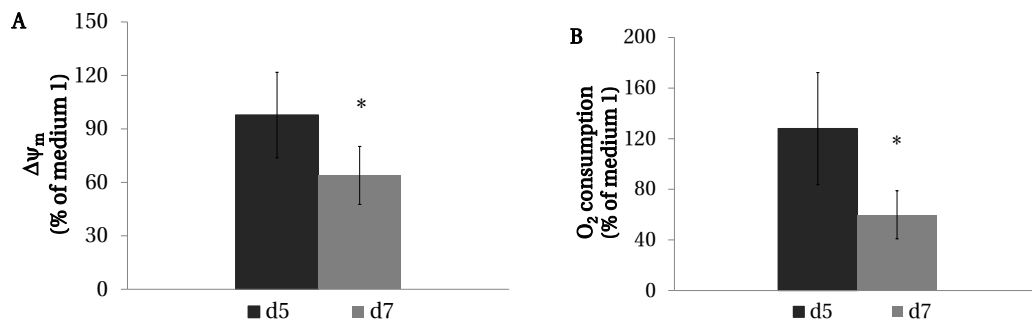 A
150
120
90
60
30
0
Δψm
(% of medium 1)
*
d5 d7
B
200
160
120
80
40
0
O2 consumption
(% of medium 1)
*
d5 d7